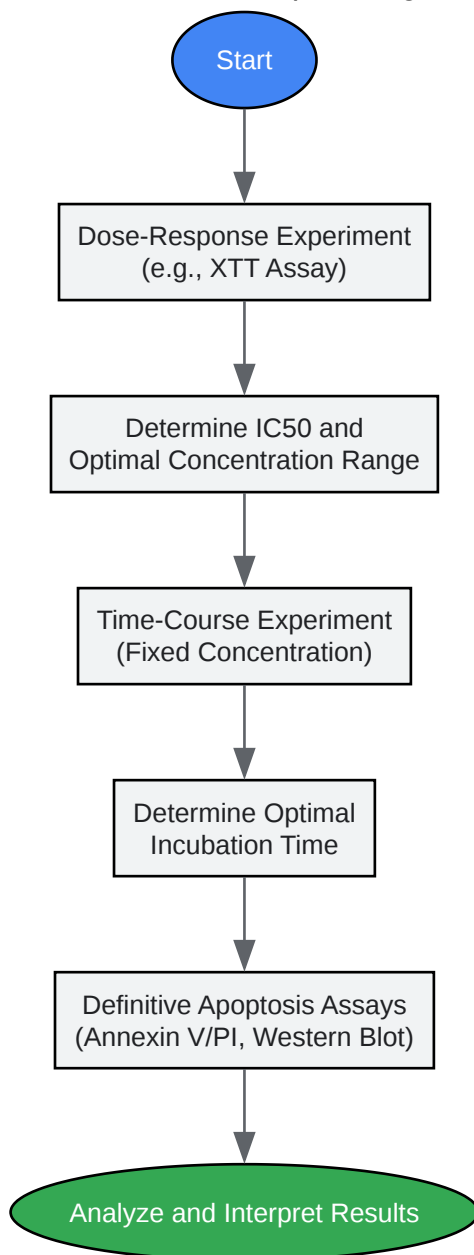 Start
Dose-Response Experiment
(e.g., XTT Assay)
Determine IC50 and
Optimal Concentration Range
Time-Course Experiment
(Fixed Concentration)
Determine Optimal
Incubation Time
Definitive Apoptosis Assays
(Annexin V/PI, Western Blot)
Analyze and Interpret Results